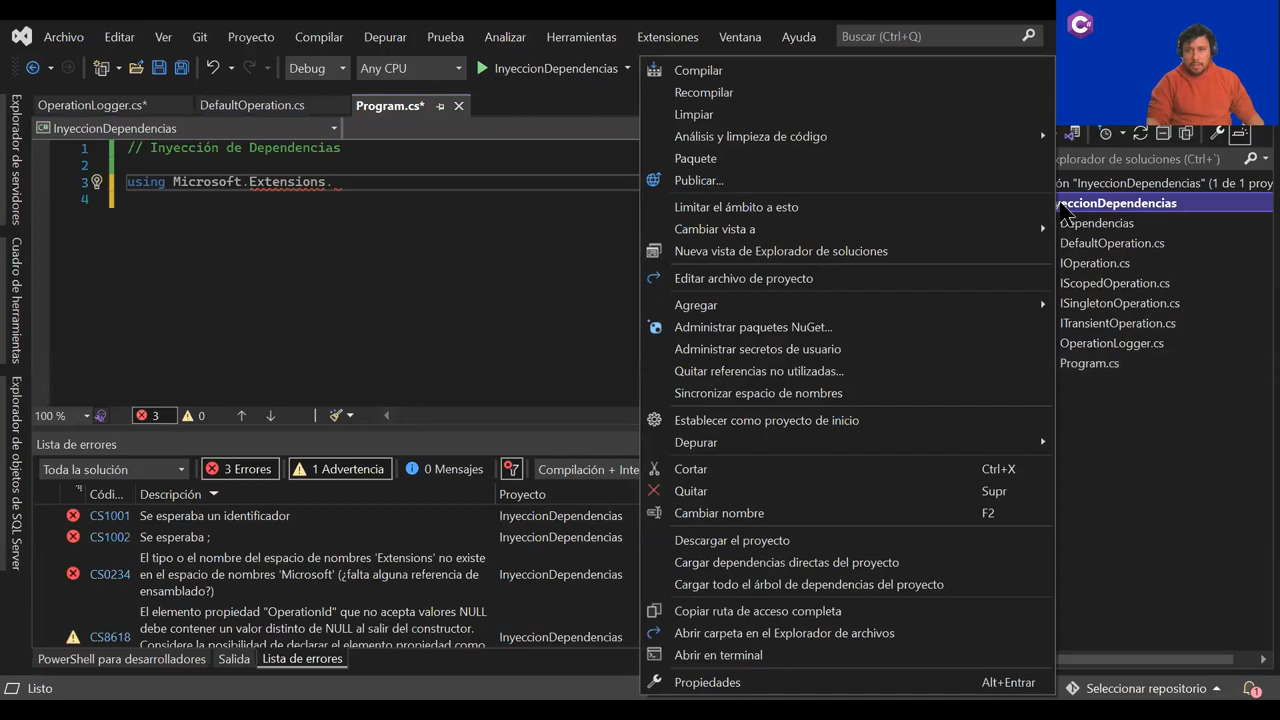 Archivo Editar Ver Git Proyecto Compilar Depurar Prueba Analizar Herramientas Extensiones Ventana Ayuda Buscar (Ctrl+Q)
Debug Any CPU InyeccionDependencias
OperationLogger.cs* DefaultOperation.cs Program.cs*
InyeccionDependencias
1 // Inyección de Dependencias
2
3 using Microsoft.Extensions.
4
100 % 3 0
Lista de errores
Toda la solución 3 Errores 1 Advertencia 0 Mensajes Compilación + Inte
Códi... Descripción Proyecto
CS1001 Se esperaba un identificador InyeccionDependencias
CS1002 Se esperaba ; InyeccionDependencias
El tipo o el nombre del espacio de nombres 'Extensions' no existe
CS0234 en el espacio de nombres 'Microsoft' (¿falta alguna referencia de InyeccionDependencias
ensamblado?)
El elemento propiedad "OperationId" que no acepta valores NULL
debe contener un valor distinto de NULL al salir del constructor.
CS8618 Considere la posibilidad de declarar el elemento propiedad como InyeccionDependencias
PowerShell para desarrolladores Salida Lista de errores
Listo
Explorador de servidores
Cuadro de herramientas
Explorador de objetos de SQL Server
Compilar
Recompilar
Limpiar
Análisis y limpieza de código
Paquete
Publicar...
Limitar el ámbito a esto
Cambiar vista a
Nueva vista de Explorador de soluciones
Editar archivo de proyecto
Agregar
Administrar paquetes NuGet...
Administrar secretos de usuario
Quitar referencias no utilizadas...
Sincronizar espacio de nombres
Establecer como proyecto de inicio
Depurar
Cortar Ctrl+X
Quitar Supr
Cambiar nombre F2
Descargar el proyecto
Cargar dependencias directas del proyecto
Cargar todo el árbol de dependencias del proyecto
Copiar ruta de acceso completa
Abrir carpeta en el Explorador de archivos
Abrir en terminal
Propiedades Alt+Entrar
C#
xplorador de soluciones (Ctrl+`)
ón "InyeccionDependencias" (1 de 1 proy
yeccionDependencias
Dependencias
DefaultOperation.cs
IOperation.cs
IScopedOperation.cs
ISingletonOperation.cs
ITransientOperation.cs
OperationLogger.cs
Program.cs
Seleccionar repositorio 1